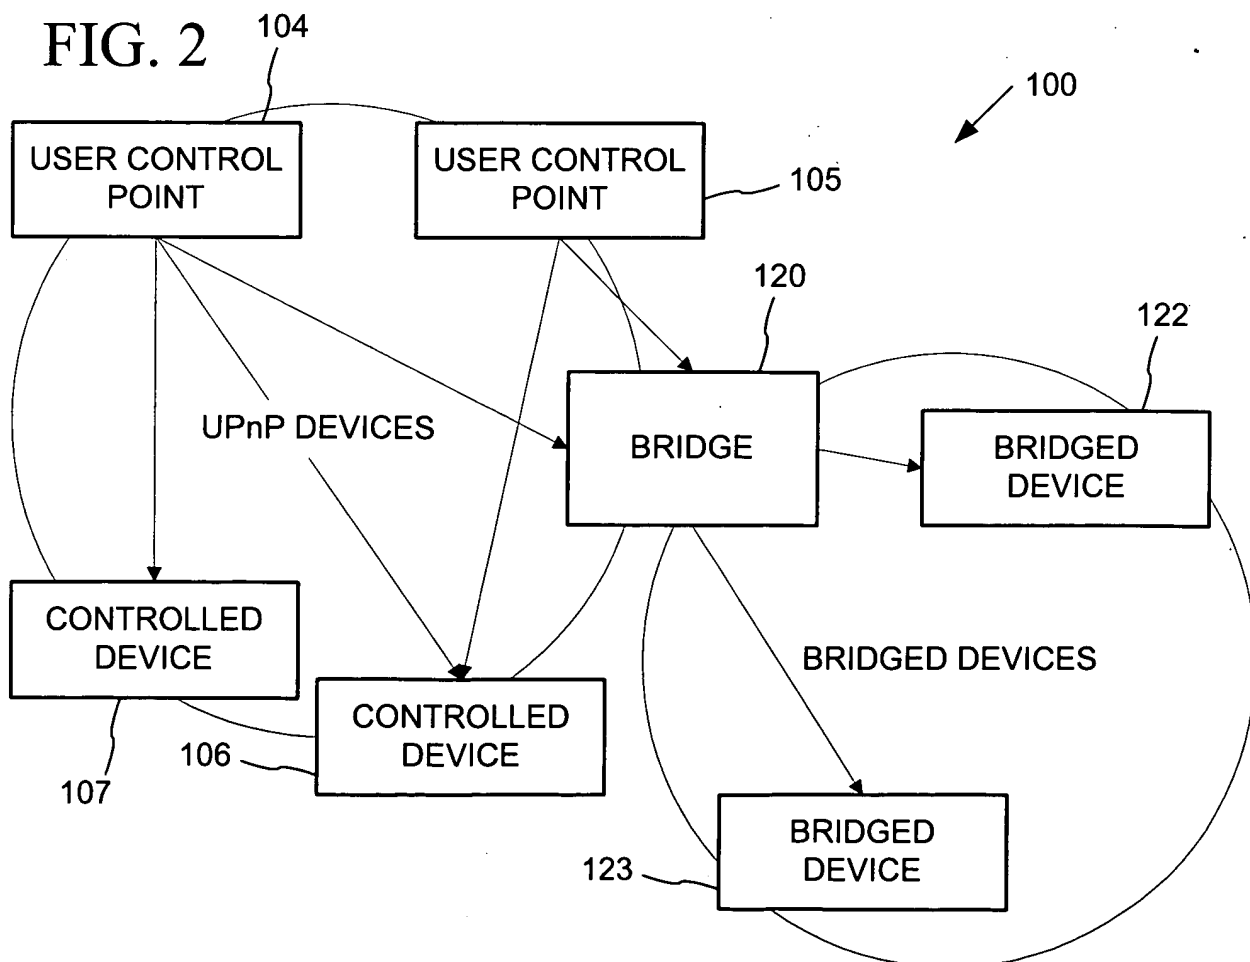 FIG. 2
104
100
USER CONTROL
POINT
USER CONTROL
POINT
105
120
122
UPnP DEVICES
BRIDGE
BRIDGED
DEVICE
CONTROLLED
DEVICE
BRIDGED DEVICES
CONTROLLED
DEVICE
106
107
BRIDGED
DEVICE
123